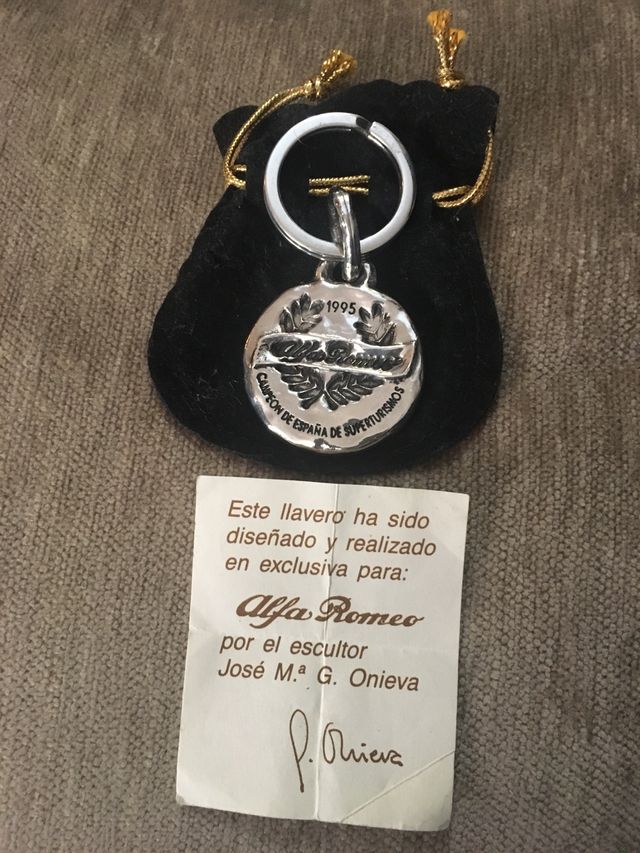 1995
Alfa Romeo
CAMPEON DE ESPAÑA DE SUPERTURISMOS
Este llavero ha sido
diseñado y realizado
en exclusiva para:
Alfa Romeo
por el escultor
José M.ª G. Onieva
G. Onieva